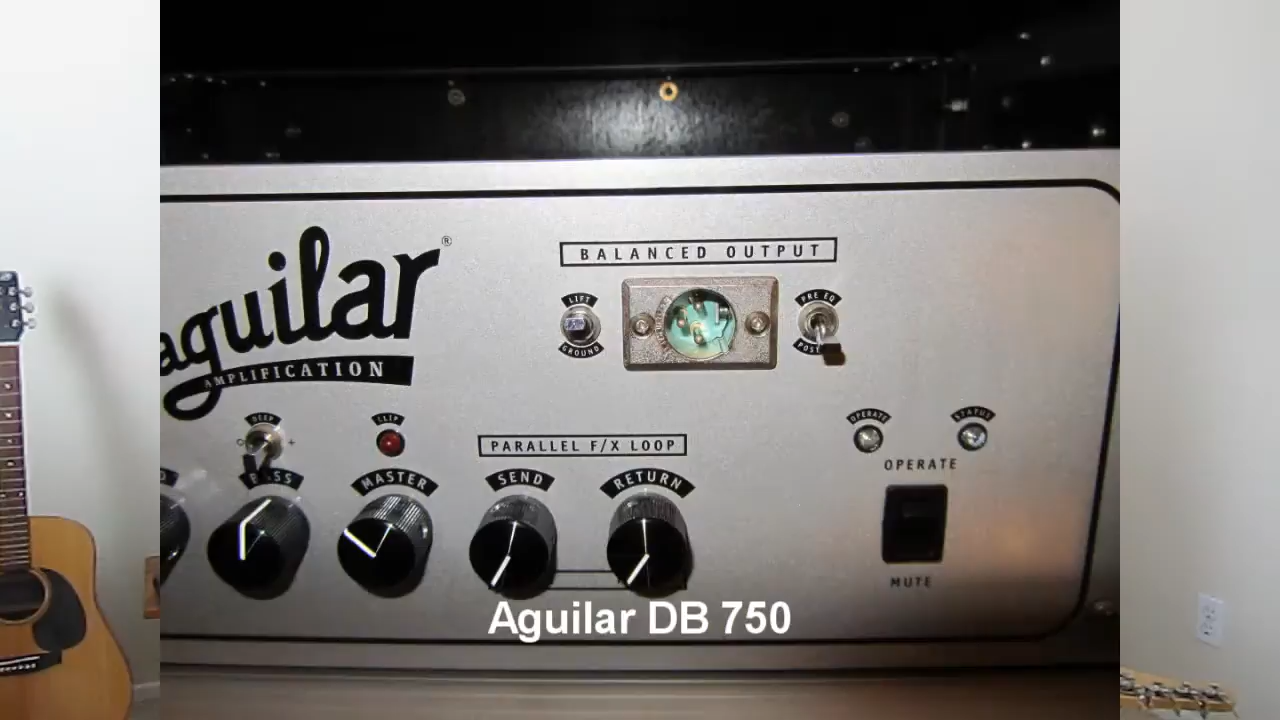 aguilar®
AMPLIFICATION
BALANCED OUTPUT
LIFT
GROUND
PRE EQ
POST
DEEP
CLIP
PARALLEL F/X LOOP
OPERATE
STATUS
OPERATE
BASS
MASTER
SEND
RETURN
MUTE
Aguilar DB 750